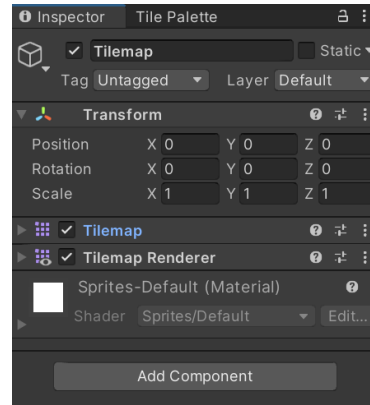 Inspector Tile Palette
Tilemap Static
Tag Untagged Layer Default
Transform
Position X 0 Y 0 Z 0
Rotation X 0 Y 0 Z 0
Scale X 1 Y 1 Z 1
Tilemap
Tilemap Renderer
Sprites-Default (Material)
Shader Sprites/Default Edit...
Add Component